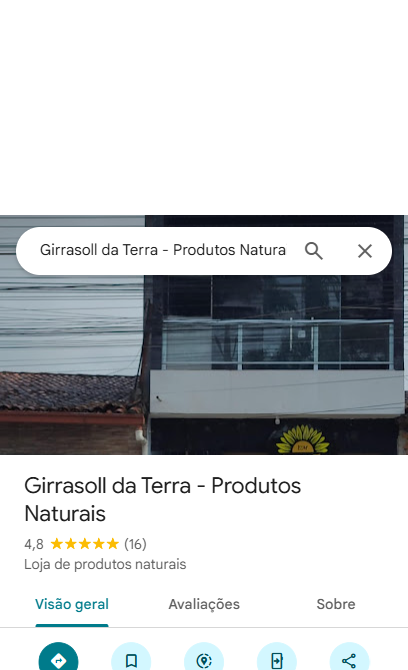 Girrasoll da Terra - Produtos Natura
Girrasoll da Terra - Produtos
Naturais
4,8 (16)
Loja de produtos naturais
Visão geral Avaliações Sobre